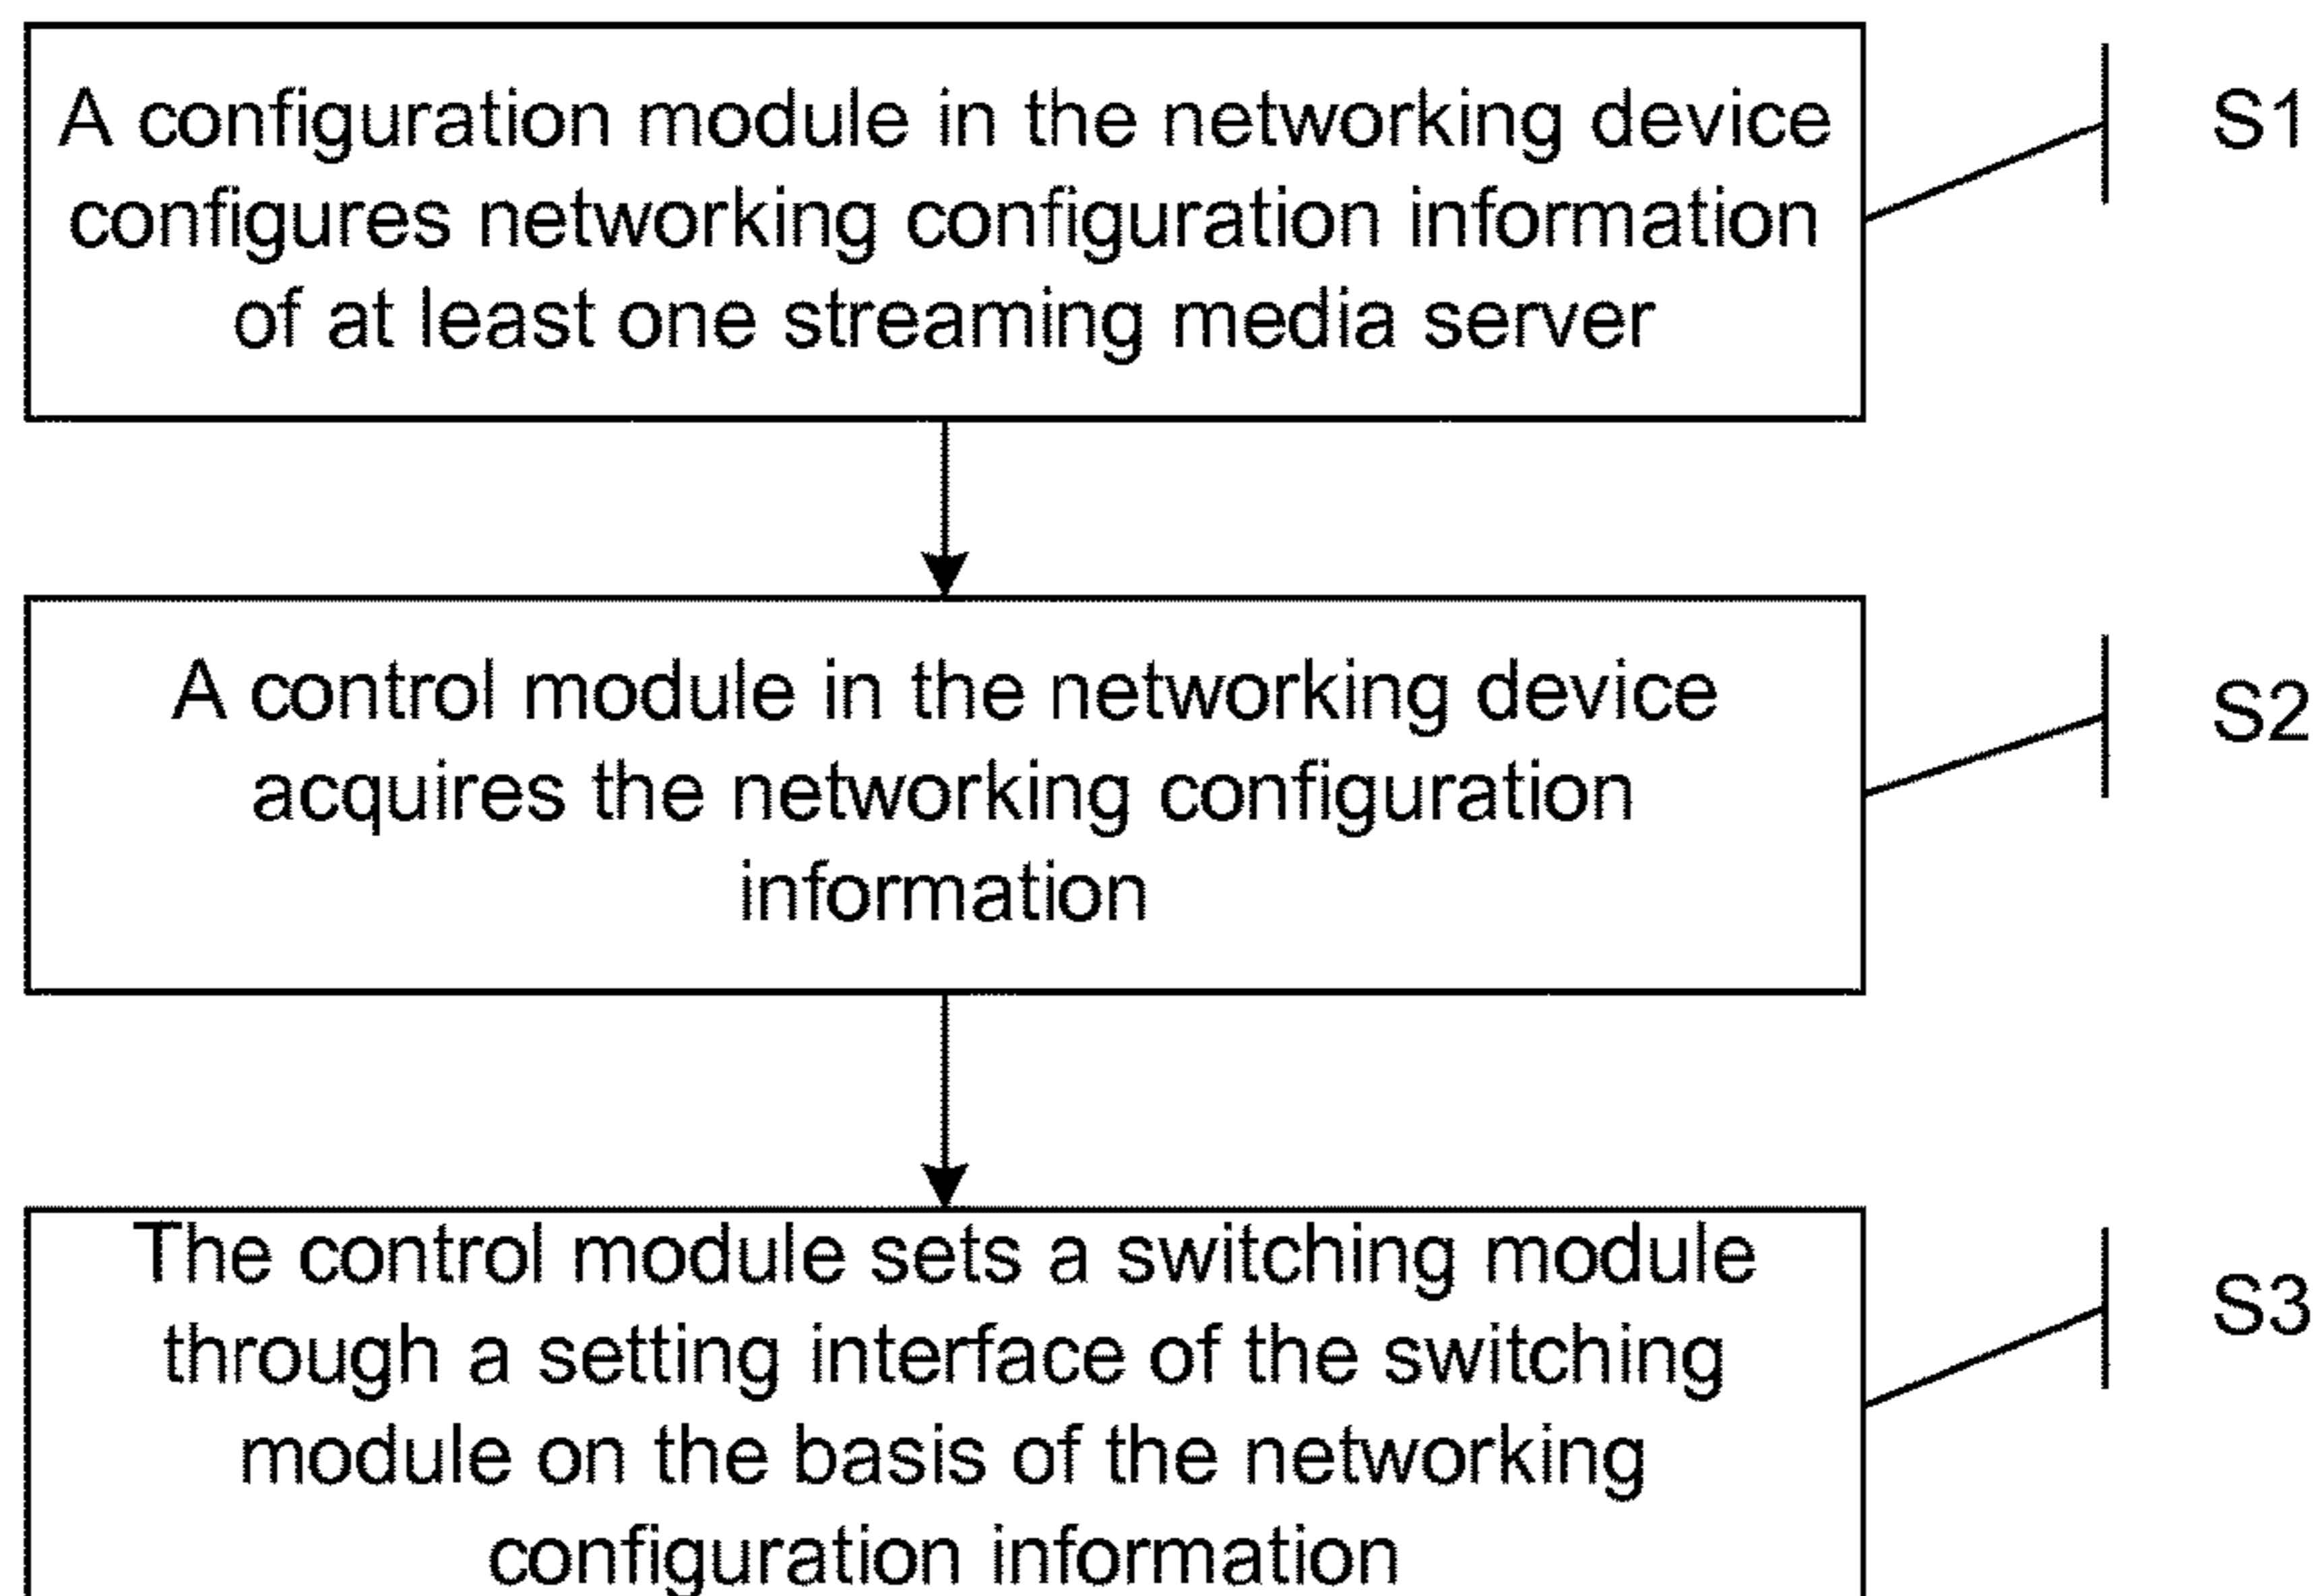 A configuration module in the networking device
configures networking configuration information
of at least one streaming media server
S1
A control module in the networking device
acquires the networking configuration
information
S2
The control module sets a switching module
through a setting interface of the switching
module on the basis of the networking
configuration information
S3